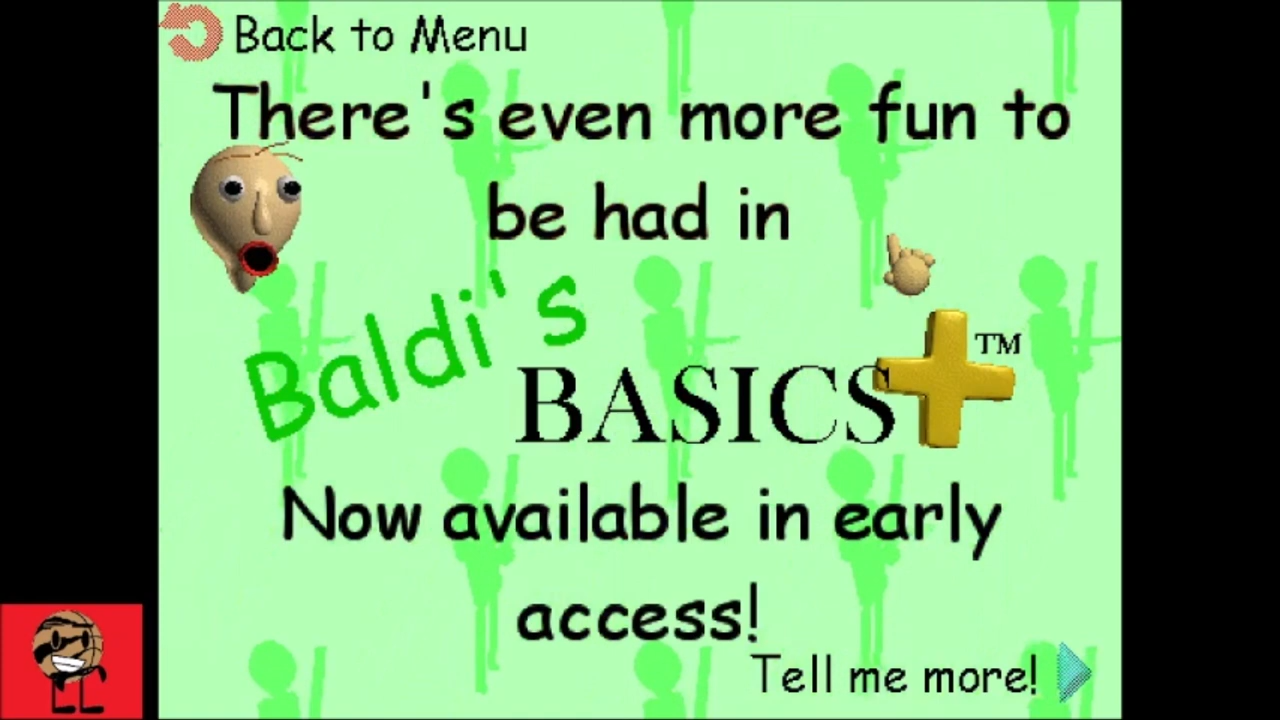 Back to Menu
There's even more fun to
be had in
Baldi's
BASICS
TM
Now available in early
access!
Tell me more!